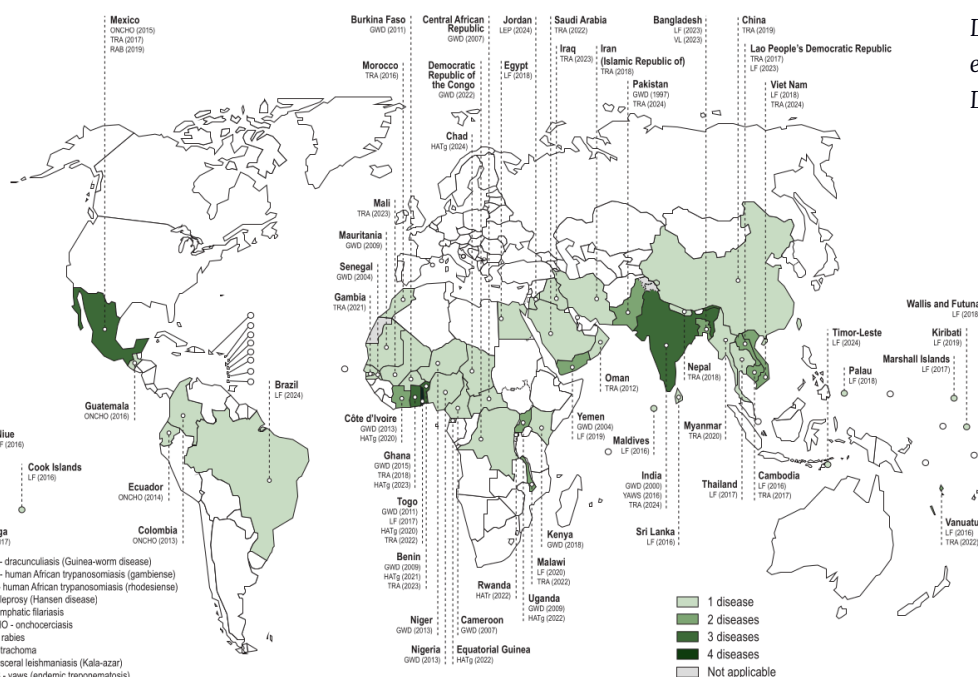 Mexico
ONCHO (2015)
TRA (2017)
RAB (2019)
Burkina Faso
GWD (2011)
Central African
Republic
GWD (2007)
Jordan
LEP (2024)
Saudi Arabia
TRA (2022)
Bangladesh
LF (2023)
VL (2023)
China
TRA (2019)
Morocco
TRA (2016)
Democratic
Republic of
the Congo
GWD (2022)
Egypt
LF (2018)
Iraq
TRA (2023)
Iran
(Islamic Republic of)
TRA (2018)
Pakistan
GWD (1997)
TRA (2024)
Lao People's Democratic Republic
TRA (2017)
LF (2023)
Viet Nam
LF (2018)
TRA (2024)
Chad
HATg (2024)
Mali
TRA (2023)
Mauritania
GWD (2009)
Senegal
GWD (2004)
Gambia
TRA (2021)
Wallis and Futuna
LF (2018
Timor-Leste
LF (2024)
Kiribati
LF (2019)
Palau
LF (2018)
Marshall Islands
LF (2017)
Guatemala
ONCHO (2016)
Brazil
LF (2024)
Côte d'Ivoire
GWD (2013)
HATg (2020)
Oman
TRA (2012)
Nepal
TRA (2018)
Yemen
GWD (2004)
LF (2019)
Maldives
LF (2016)
Myanmar
TRA (2020)
Niue
F (2016)
Cook Islands
LF (2016)
Ecuador
ONCHO (2014)
Colombia
ONCHO (2013)
Ghana
GWD (2015)
TRA (2018)
HATg (2023)
Togo
GWD (2011)
LF (2017)
HATg (2020)
TRA (2022)
Benin
GWD (2009)
HATg (2021)
TRA (2023)
India
GWD (2000)
YAWS (2016)
TRA (2024)
Thailand
LF (2017)
Cambodia
LF (2016)
TRA (2017)
Sri Lanka
LF (2016)
Vanuatu
LF (2016)
TRA (2022)
Kenya
GWD (2018)
Malawi
LF (2020)
TRA (2022)
Rwanda
HATr (2022)
Uganda
GWD (2009)
HATg (2022)
Niger
GWD (2013)
Cameroon
GWD (2007)
Nigeria
GWD (2013)
Equatorial Guinea
HATg (2022)
ga
017)
- dracunculiasis (Guinea-worm disease)
- human African trypanosomiasis (gambiense)
- human African trypanosomiasis (rhodesiense)
leprosy (Hansen disease)
mphatic filariasis
HO - onchocerciasis
rabies
trachoma
sceral leishmaniasis (Kala-azar)
- yaws (endemic treponematosis)
1 disease
2 diseases
3 diseases
4 diseases
Not applicable